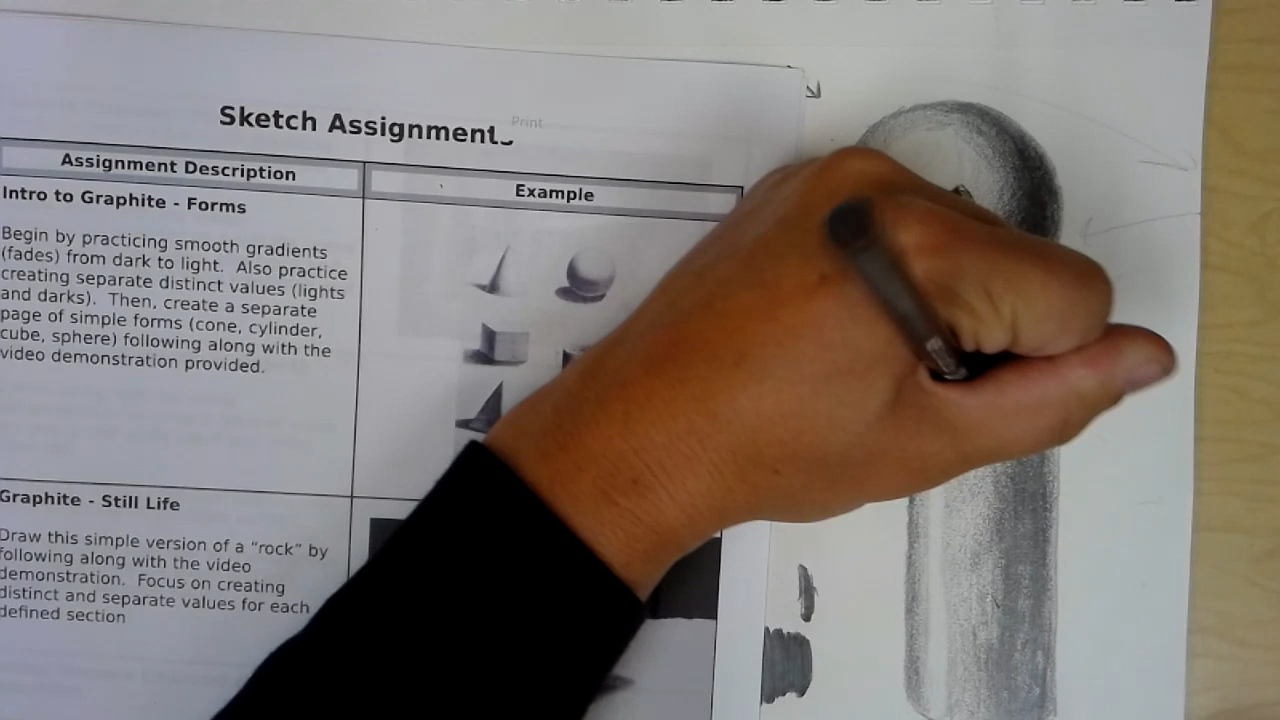 Print
Sketch Assignments
Assignment Description
Example
Intro to Graphite - Forms
Begin by practicing smooth gradients
(fades) from dark to light. Also practice
creating separate distinct values (lights
and darks). Then, create a separate
page of simple forms (cone, cylinder,
cube, sphere) following along with the
video demonstration provided.
Graphite - Still Life
Draw this simple version of a “rock” by
following along with the video
demonstration. Focus on creating
distinct and separate values for each
defined section